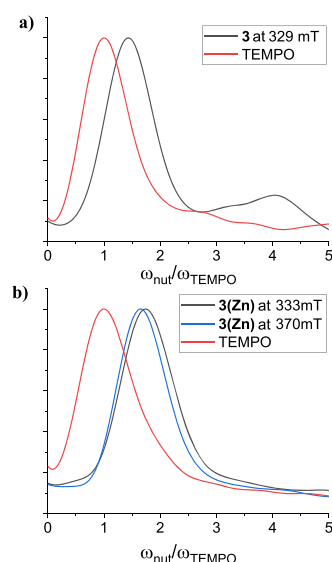 a)
3 at 329 mT
TEMPO
0 1 2 3 4 5
ω_nut/ω_TEMPO
b)
3(Zn) at 333mT
3(Zn) at 370mT
TEMPO
0 1 2 3 4 5
ω_nut/ω_TEMPO